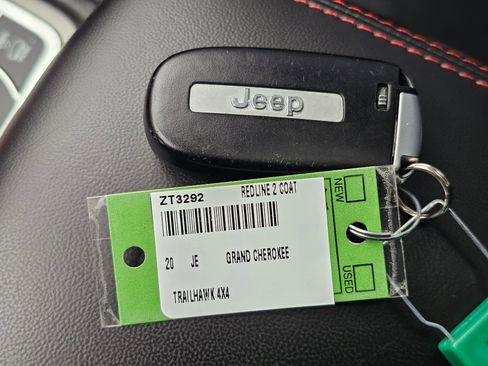 Jeep
ZT3292 REDLINE 2 COAT
20 JE GRAND CHEROKEE
TRAILHAWK 4X4
NEW
USED